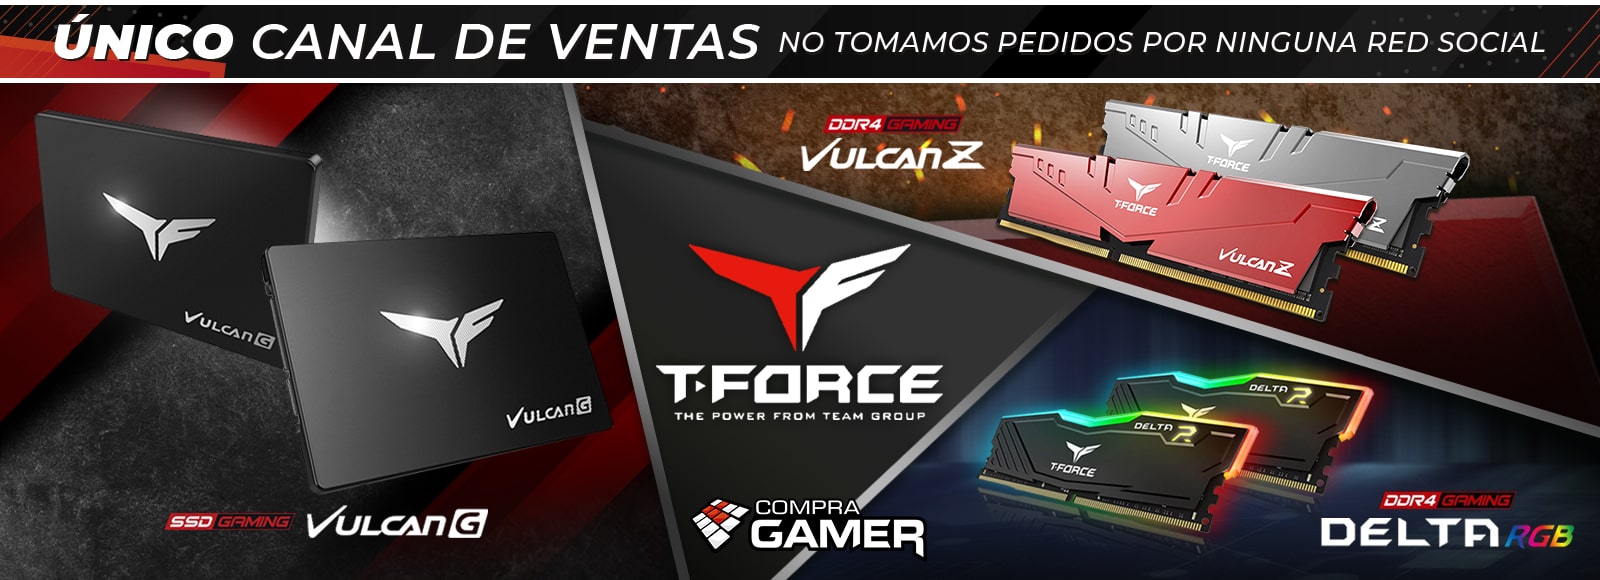 ÚNICO CANAL DE VENTAS NO TOMAMOS PEDIDOS POR NINGUNA RED SOCIAL
VULCAN G
VULCAN G
SSD GAMING VULCAN G
T-FORCE
THE POWER FROM TEAM GROUP
COMPRA
GAMER
DDR4 GAMING
VULCAN Z
T-FORCE
Z
T-FORCE
VULCAN Z
DELTA R
DELTA R
T-FORCE
DDR4 GAMING
DELTA RGB